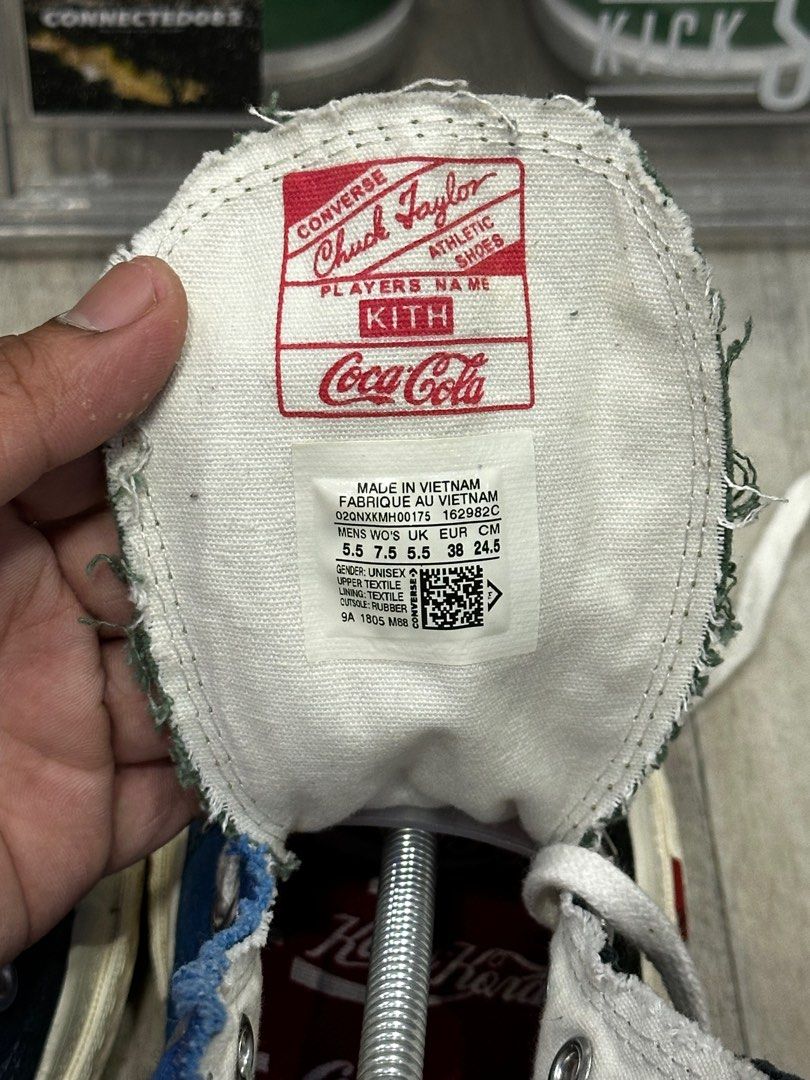 CONNECTEDOBZ
KICK
CONVERSE
Chuck Taylor
ATHLETIC
SHOES
PLAYERS NAME
KITH
Coca-Cola
MADE IN VIETNAM
FABRIQUE AU VIETNAM
02QNXKMH00175 162982C
MENS WO'S UK EUR CM
5.5 7.5 5.5 38 24.5
GENDER: UNISEX
UPPER TEXTILE
LINING: TEXTILE
OUTSOLE: RUBBER
CONVERSE
9A 1805 M88